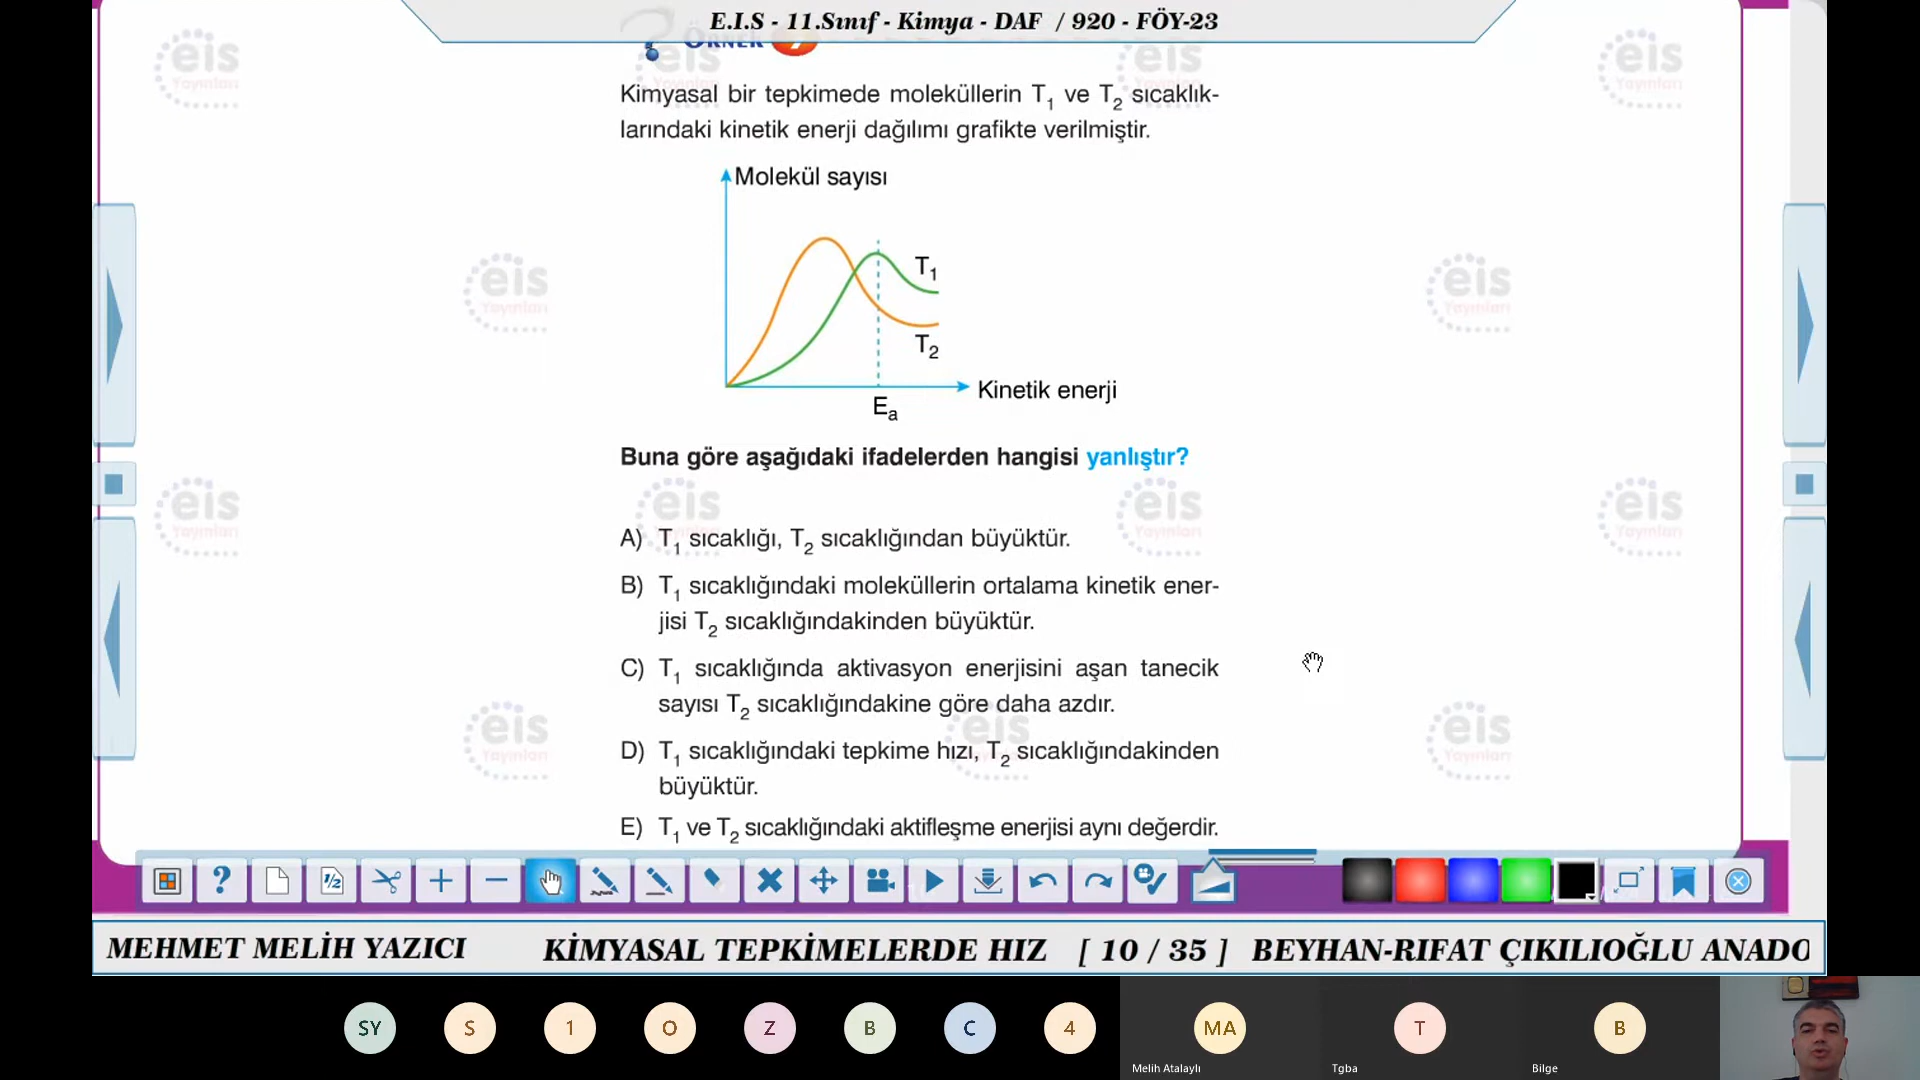 E.I.S - 11.Sınıf - Kimya - DAF / 920 - FÖY-23
ÖRNEK
Kimyasal bir tepkimede moleküllerin T1 ve T2 sıcaklık-
larındaki kinetik enerji dağılımı grafikte verilmiştir.
Molekül sayısı
T1
T2
Kinetik enerji
Ea
Buna göre aşağıdaki ifadelerden hangisi yanlıştır?
A) T1 sıcaklığı, T2 sıcaklığından büyüktür.
B) T1 sıcaklığındaki moleküllerin ortalama kinetik ener-
jisi T2 sıcaklığındakinden büyüktür.
C) T1 sıcaklığında aktivasyon enerjisini aşan tanecik
sayısı T2 sıcaklığındakine göre daha azdır.
D) T1 sıcaklığındaki tepkime hızı, T2 sıcaklığındakinden
büyüktür.
E) T1 ve T2 sıcaklığındaki aktifleşme enerjisi aynı değerdir.
eis Yayınları
? 1/2
MEHMET MELİH YAZICI KİMYASAL TEPKİMELERDE HIZ [ 10 / 35 ] BEYHAN-RIFAT ÇIKILIOĞLU ANADO
SY S 1 O Z B C 4 MA T B
Melih Atalaylı Tgba Bilge